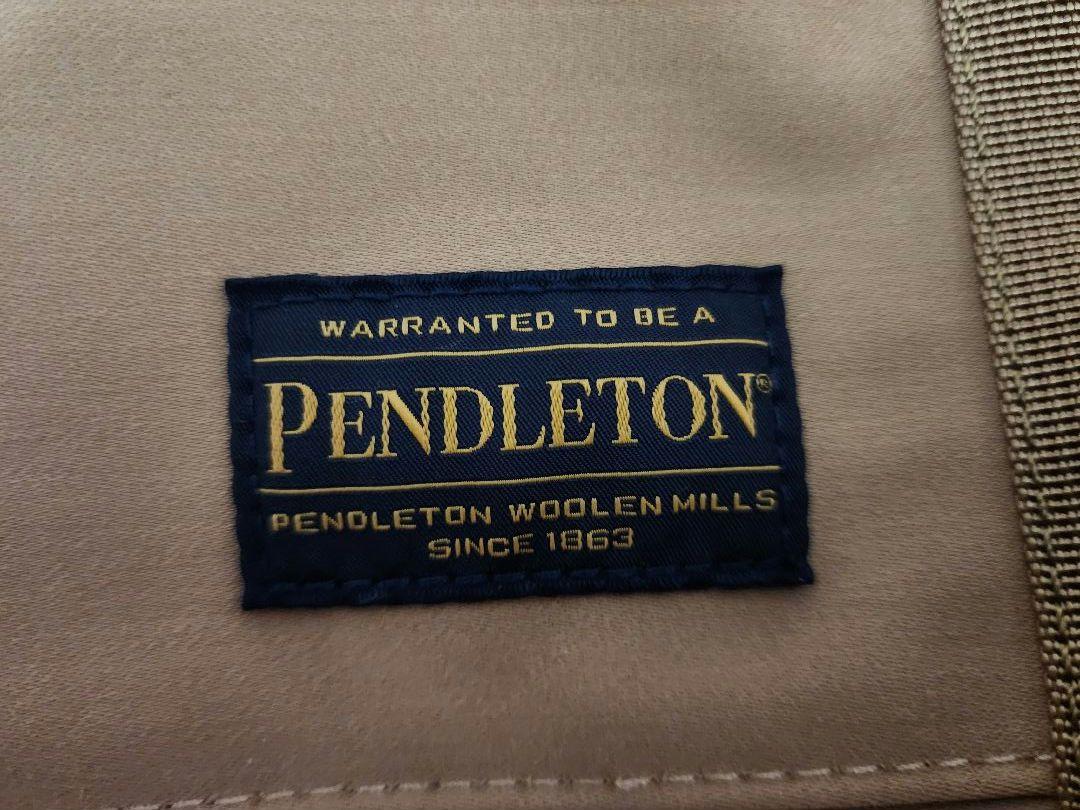 WARRANTED TO BE A
PENDLETON®
PENDLETON WOOLEN MILLS
SINCE 1863